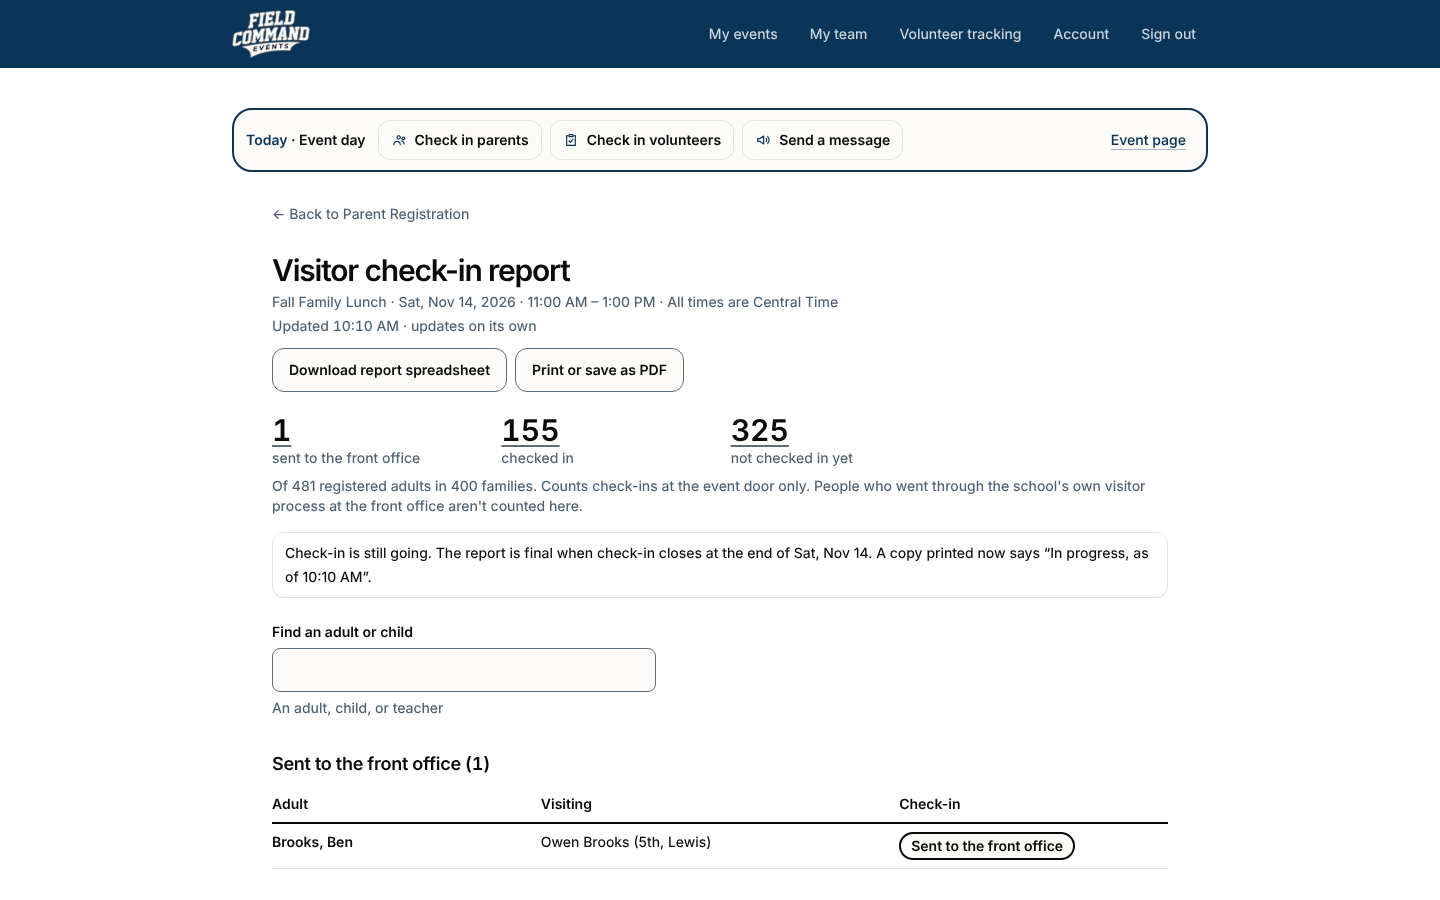 FIELD
COMMAND
EVENTS
My events
My team
Volunteer tracking
Account
Sign out
Today · Event day
Check in parents
Check in volunteers
Send a message
Event page
← Back to Parent Registration
Visitor check-in report
Fall Family Lunch · Sat, Nov 14, 2026 · 11:00 AM – 1:00 PM · All times are Central Time
Updated 10:10 AM · updates on its own
Download report spreadsheet
Print or save as PDF
1
sent to the front office
155
checked in
325
not checked in yet
Of 481 registered adults in 400 families. Counts check-ins at the event door only. People who went through the school's own visitor
process at the front office aren't counted here.
Check-in is still going. The report is final when check-in closes at the end of Sat, Nov 14. A copy printed now says “In progress, as
of 10:10 AM”.
Find an adult or child
An adult, child, or teacher
Sent to the front office (1)
Adult
Visiting
Check-in
Brooks, Ben
Owen Brooks (5th, Lewis)
Sent to the front office